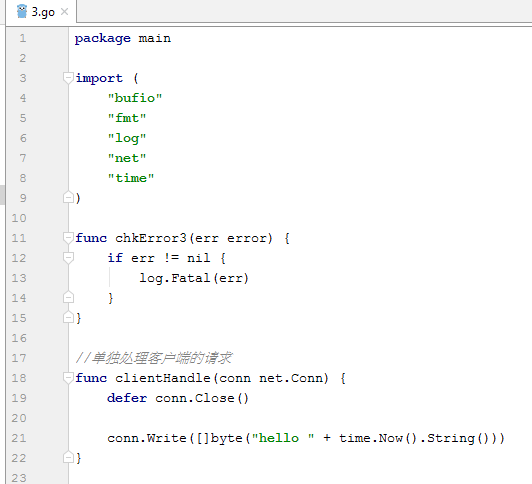 3.go
1 package main
2
3 import (
4     "bufio"
5     "fmt"
6     "log"
7     "net"
8     "time"
9 )
10
11 func chkError3(err error) {
12     if err != nil {
13         log.Fatal(err)
14     }
15 }
16
17 //单独处理客户端的请求
18 func clientHandle(conn net.Conn) {
19     defer conn.Close()
20
21     conn.Write([]byte("hello " + time.Now().String()))
22 }
23